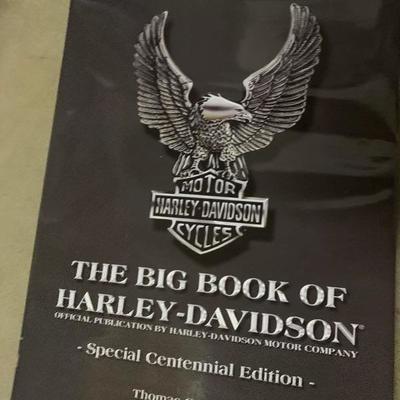 MOTOR
HARLEY-DAVIDSON
CYCLES
THE BIG BOOK OF
HARLEY-DAVIDSON®
OFFICIAL PUBLICATION BY HARLEY-DAVIDSON MOTOR COMPANY
- Special Centennial Edition -
Thomas